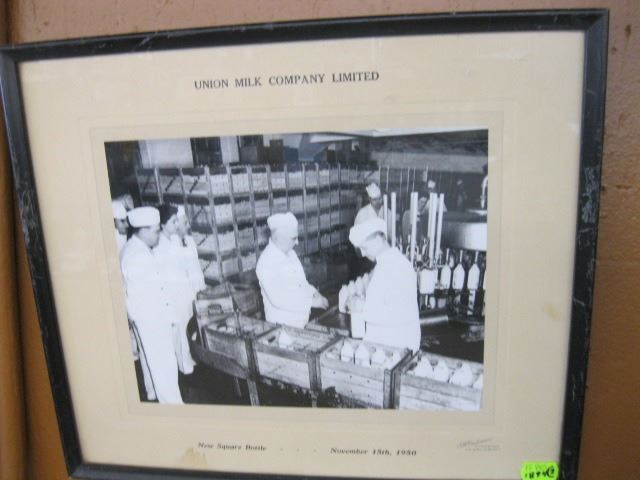 UNION MILK COMPANY LIMITED
New Square Bottle - - - November 15th, 1950